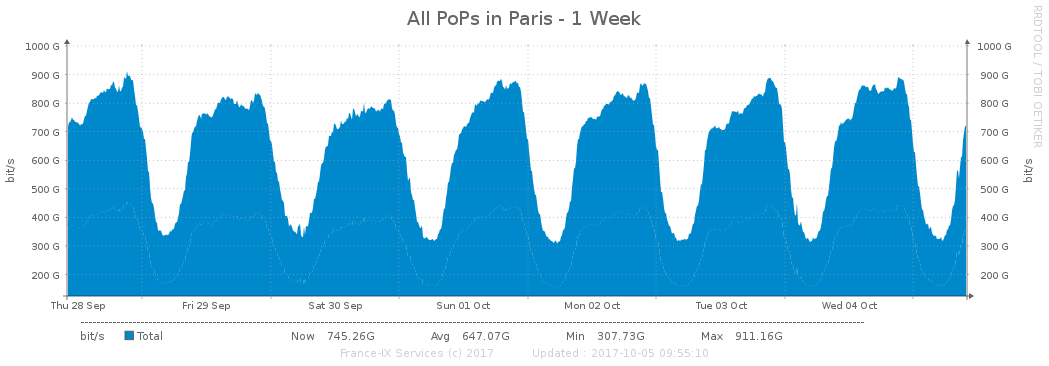 All PoPs in Paris - 1 Week
RRDTOOL / TOBI OETIKER
bit/s
1000 G
900 G
800 G
700 G
600 G
500 G
400 G
300 G
200 G
1000 G
900 G
800 G
700 G
600 G
500 G
400 G
300 G
200 G
bit/s
Thu 28 Sep Fri 29 Sep Sat 30 Sep Sun 01 Oct Mon 02 Oct Tue 03 Oct Wed 04 Oct
bit/s Total Now 745.26G Avg 647.07G Min 307.73G Max 911.16G
France-IX Services (c) 2017 Updated : 2017-10-05 09:55:10